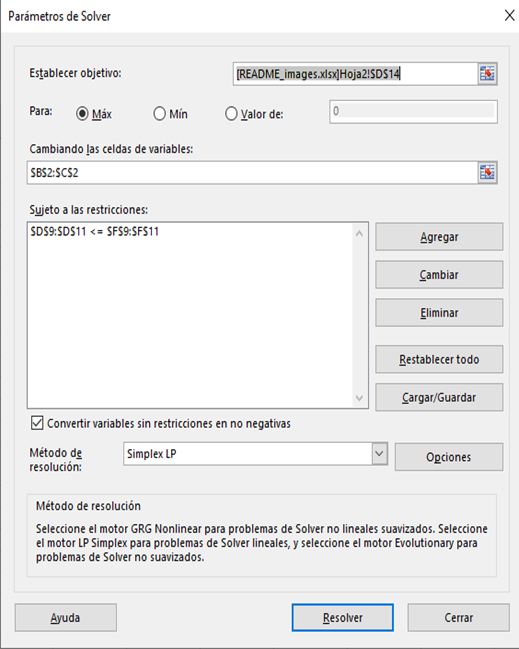 Parámetros de Solver
Establecer objetivo:
[README_images.xlsx]Hoja2!$D$14
Para:
Máx
Mín
Valor de:
0
Cambiando las celdas de variables:
$B$2:$C$2
Sujeto a las restricciones:
$D$9:$D$11 <= $F$9:$F$11
Agregar
Cambiar
Eliminar
Restablecer todo
Cargar/Guardar
Convertir variables sin restricciones en no negativas
Método de
resolución:
Simplex LP
Opciones
Método de resolución
Seleccione el motor GRG Nonlinear para problemas de Solver no lineales suavizados. Seleccione
el motor LP Simplex para problemas de Solver lineales, y seleccione el motor Evolutionary para
problemas de Solver no suavizados.
Ayuda
Resolver
Cerrar